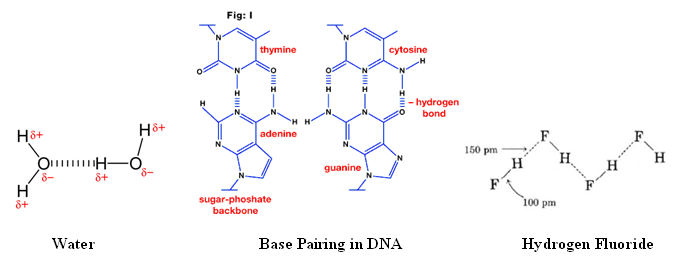 Fig: I
N
thymine
O
N
O
H
H
H
N
N
H
adenine
N
N
N
sugar-phoshate
backbone
N
cytosine
O
N
N
H
H
H
H
– hydrogen
bond
H
N
N
O
H
N
guanine
N
N
H δ+
H δ+
O H O
δ− δ+ δ−
H
δ+
150 pm
F
H
F
H
F
H
F
H
100 pm
Water
Base Pairing in DNA
Hydrogen Fluoride